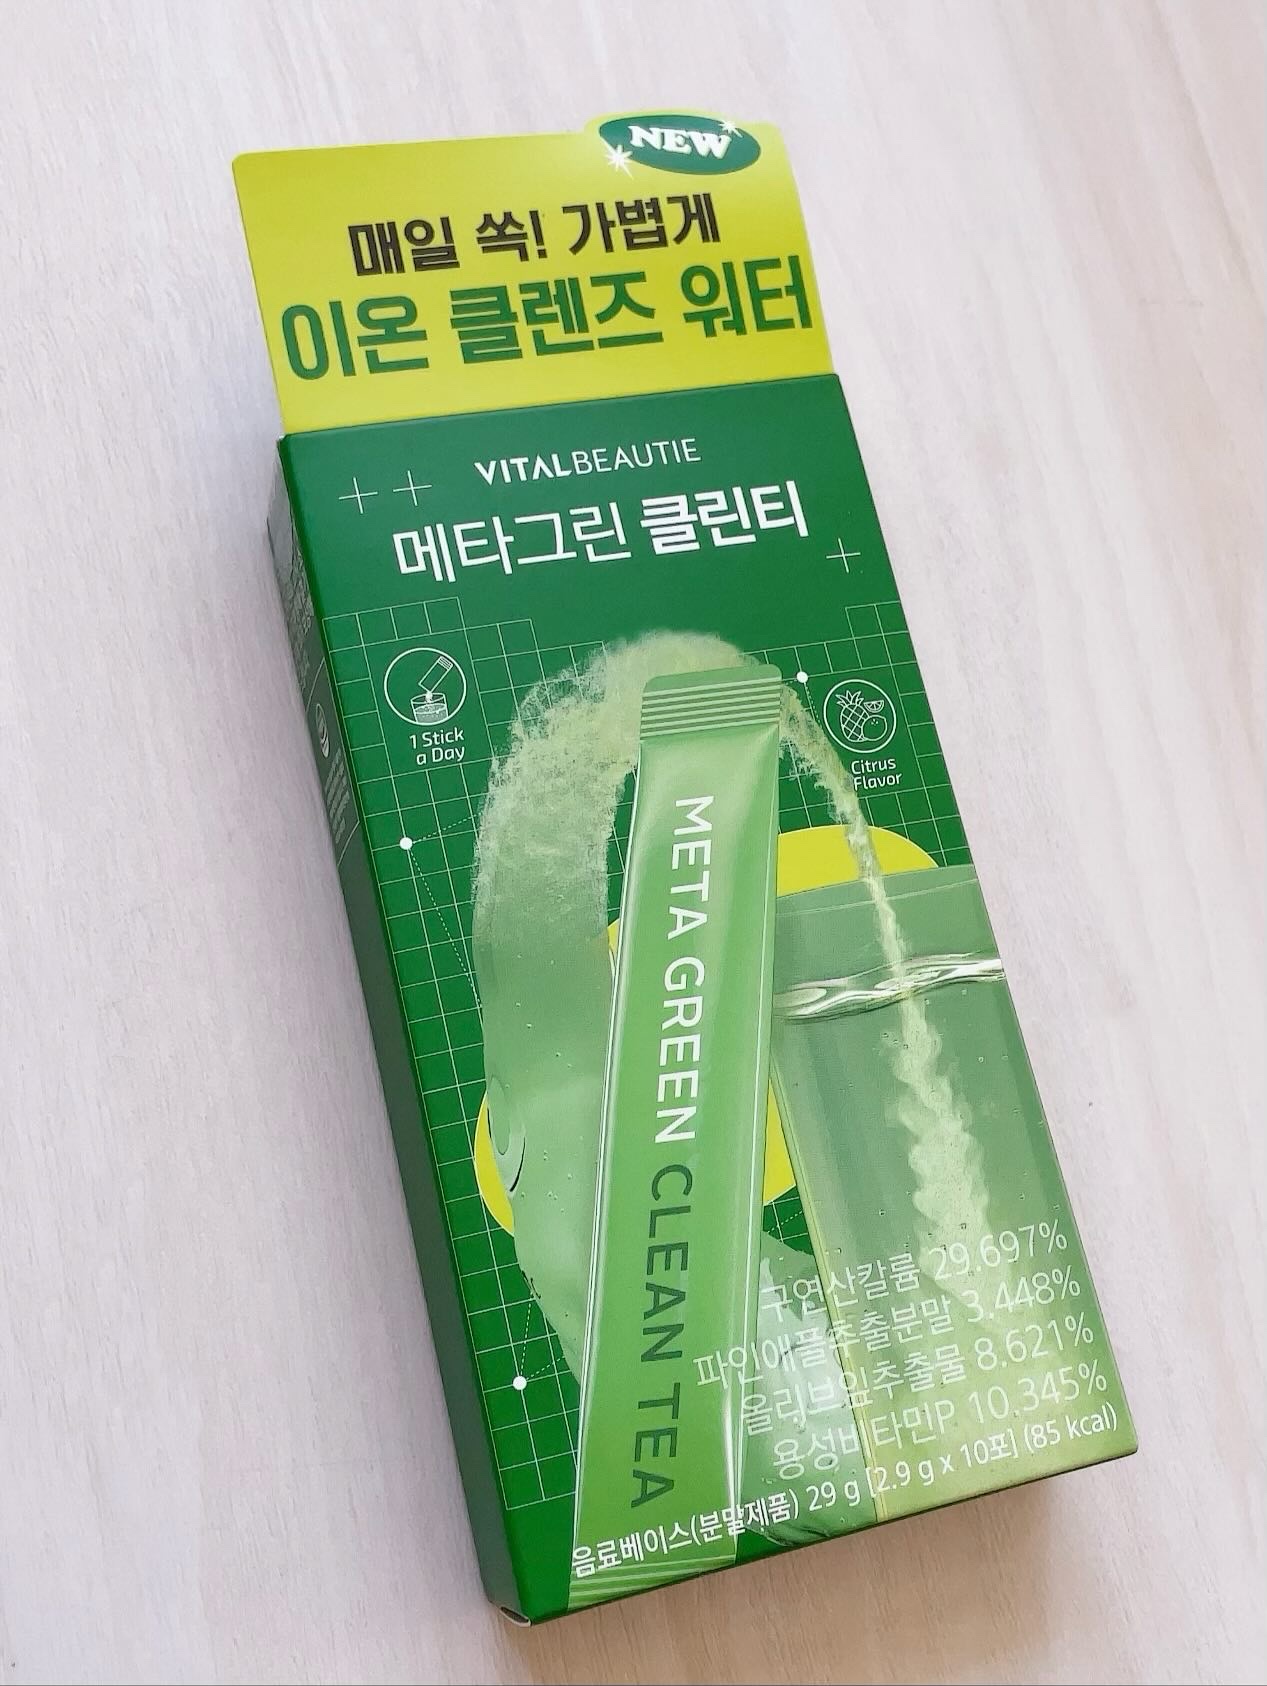 NEW
매일 쏙! 가볍게
이온 클렌즈 워터
VITALBEAUTIE
메타그린 클린티
1 Stick
a Day
Citrus
Flavor
META GREEN CLEAN TEA
구연산칼륨 29.697%
파인애플추출분말 3.448%
올리브잎추출물 8.621%
용성비타민P 10.345%
음료베이스(분말제품) 29 g [2.9 g x 10포] (85 kcal)